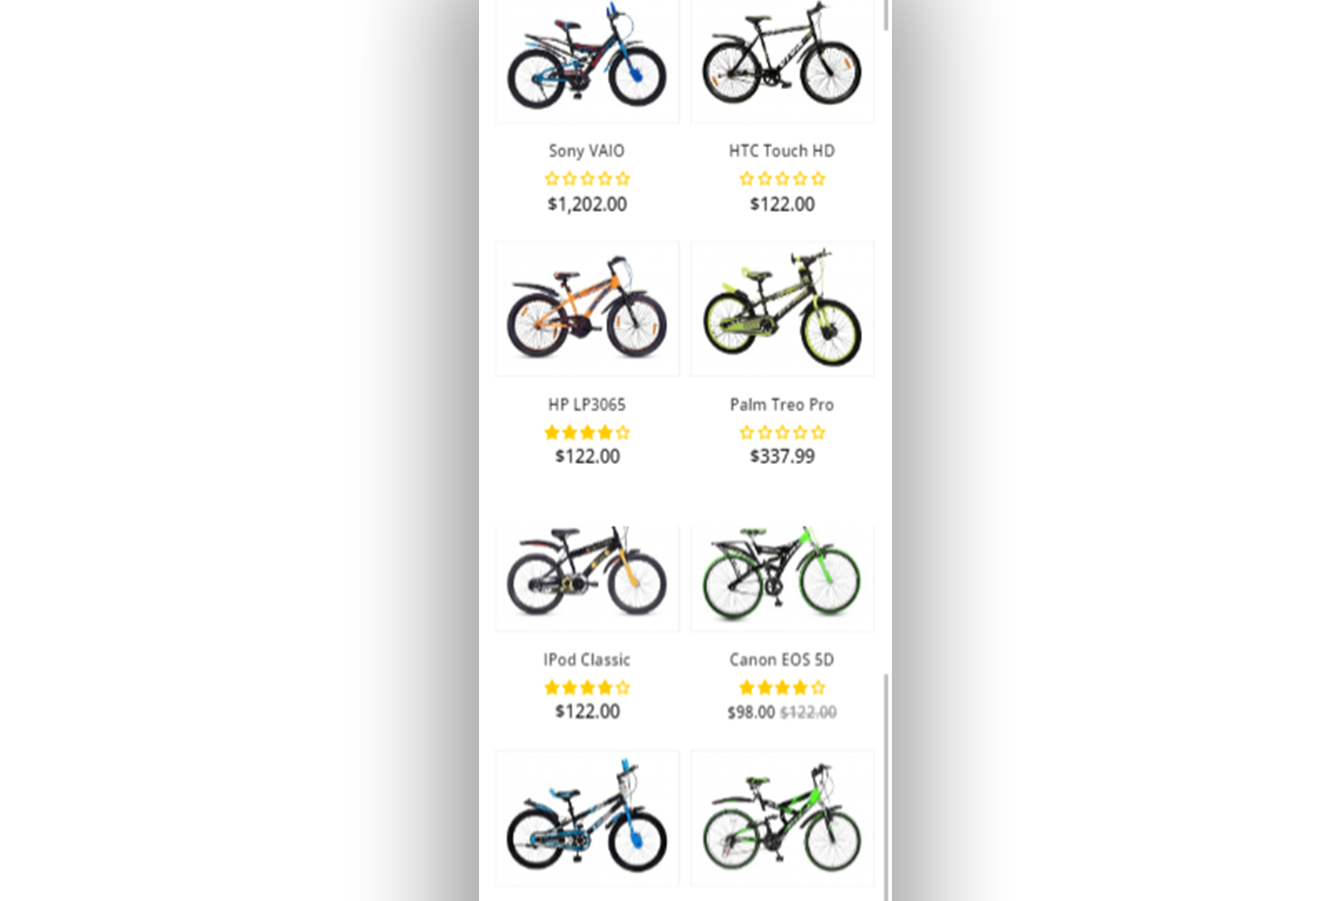 Sony VAIO
HTC Touch HD
$1,202.00
$122.00
HP LP3065
Palm Treo Pro
$122.00
$337.99
IPod Classic
Canon EOS 5D
$122.00
$98.00 $122.00